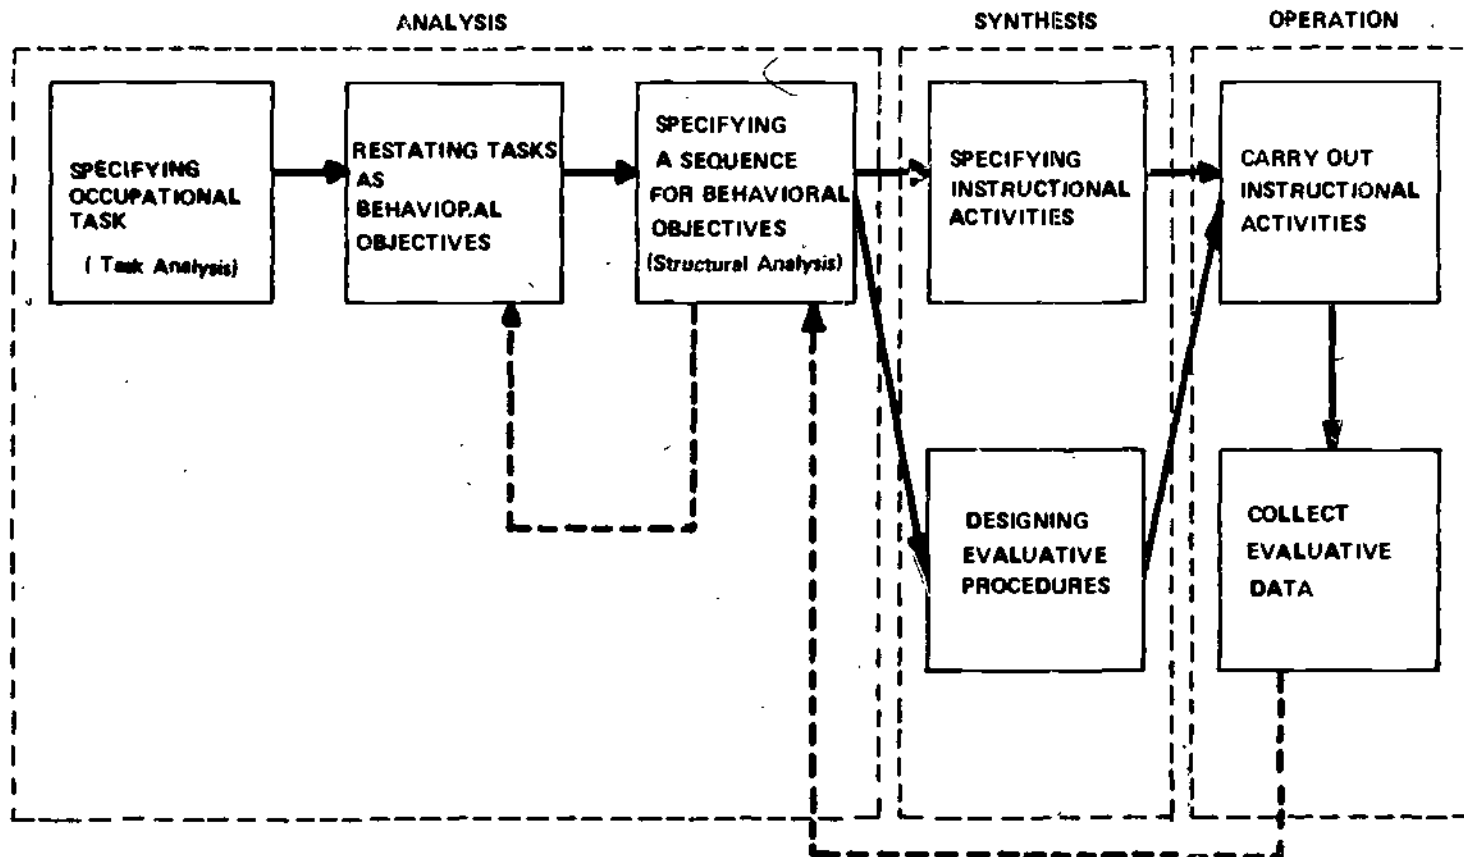 ANALYSIS
SYNTHESIS
OPERATION
SPECIFYING
OCCUPATIONAL
TASK
( Task Analysis)
RESTATING TASKS
AS
BEHAVIORAL
OBJECTIVES
SPECIFYING
A SEQUENCE
FOR BEHAVIORAL
OBJECTIVES
(Structural Analysis)
SPECIFYING
INSTRUCTIONAL
ACTIVITIES
CARRY OUT
INSTRUCTIONAL
ACTIVITIES
DESIGNING
EVALUATIVE
PROCEDURES
COLLECT
EVALUATIVE
DATA